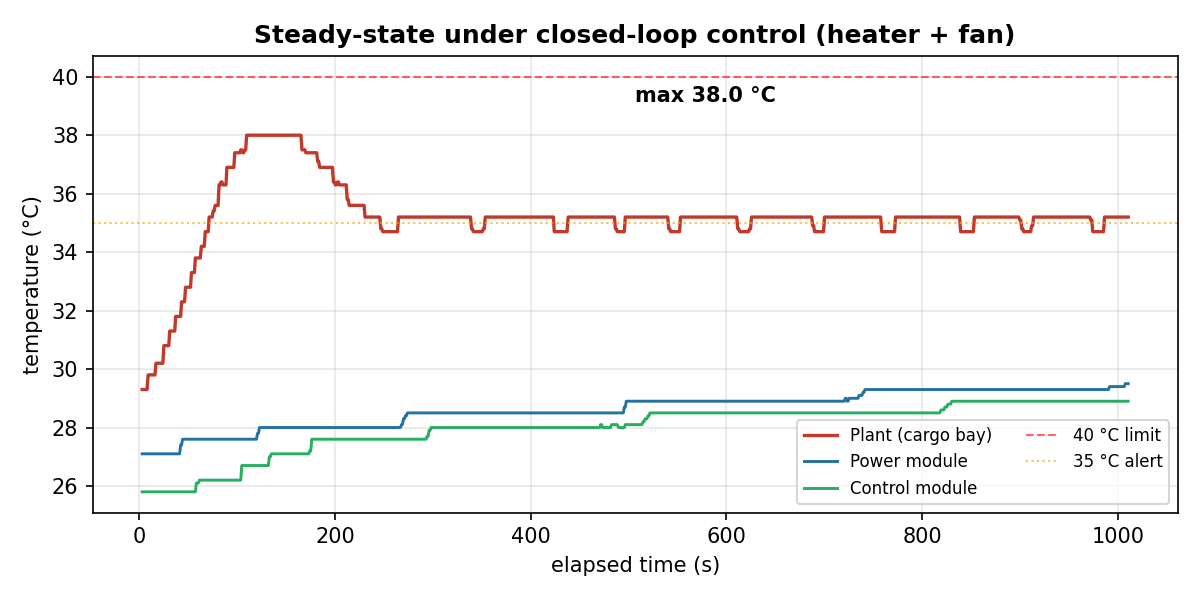 Steady-state under closed-loop control (heater + fan)
max 38.0 °C
temperature (°C)
40
38
36
34
32
30
28
26
0
200
400
600
800
1000
elapsed time (s)
Plant (cargo bay)
Power module
Control module
40 °C limit
35 °C alert